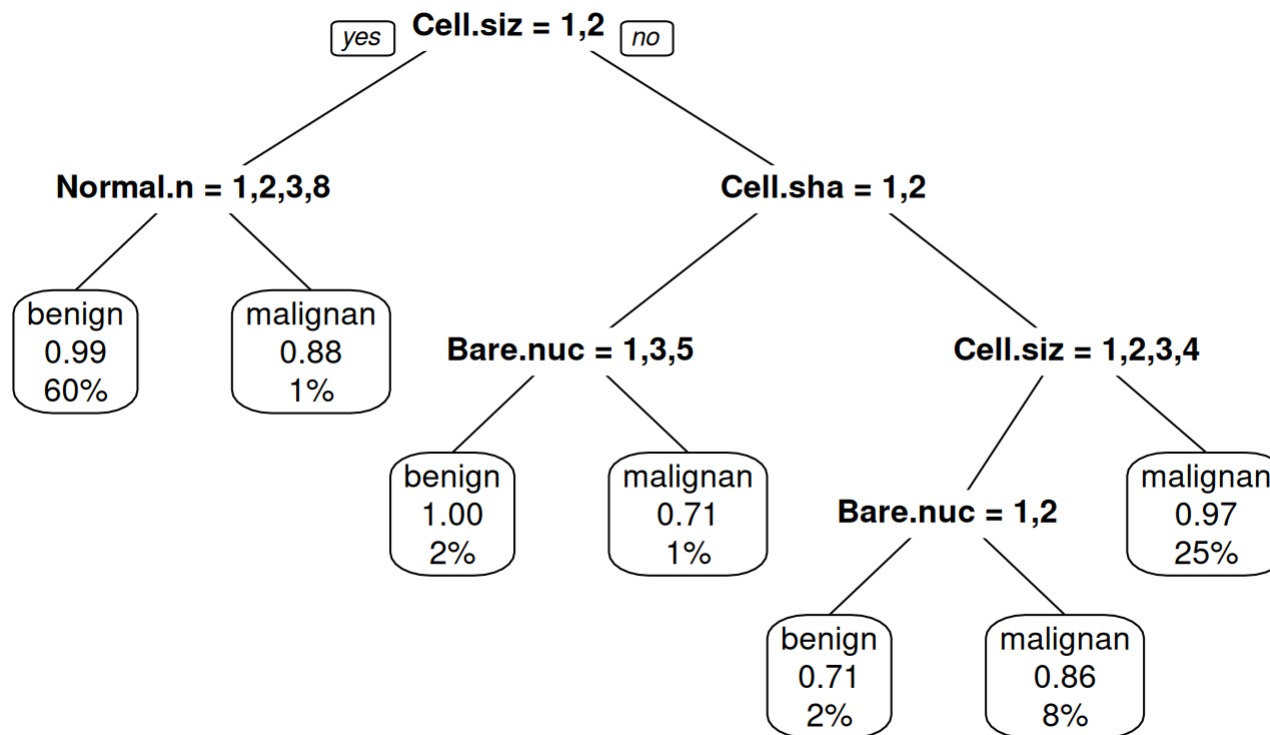 yes Cell.siz = 1,2 no
Normal.n = 1,2,3,8
Cell.sha = 1,2
benign
0.99
60%
malignan
0.88
1%
Bare.nuc = 1,3,5
Cell.siz = 1,2,3,4
benign
1.00
2%
malignan
0.71
1%
Bare.nuc = 1,2
malignan
0.97
25%
benign
0.71
2%
malignan
0.86
8%